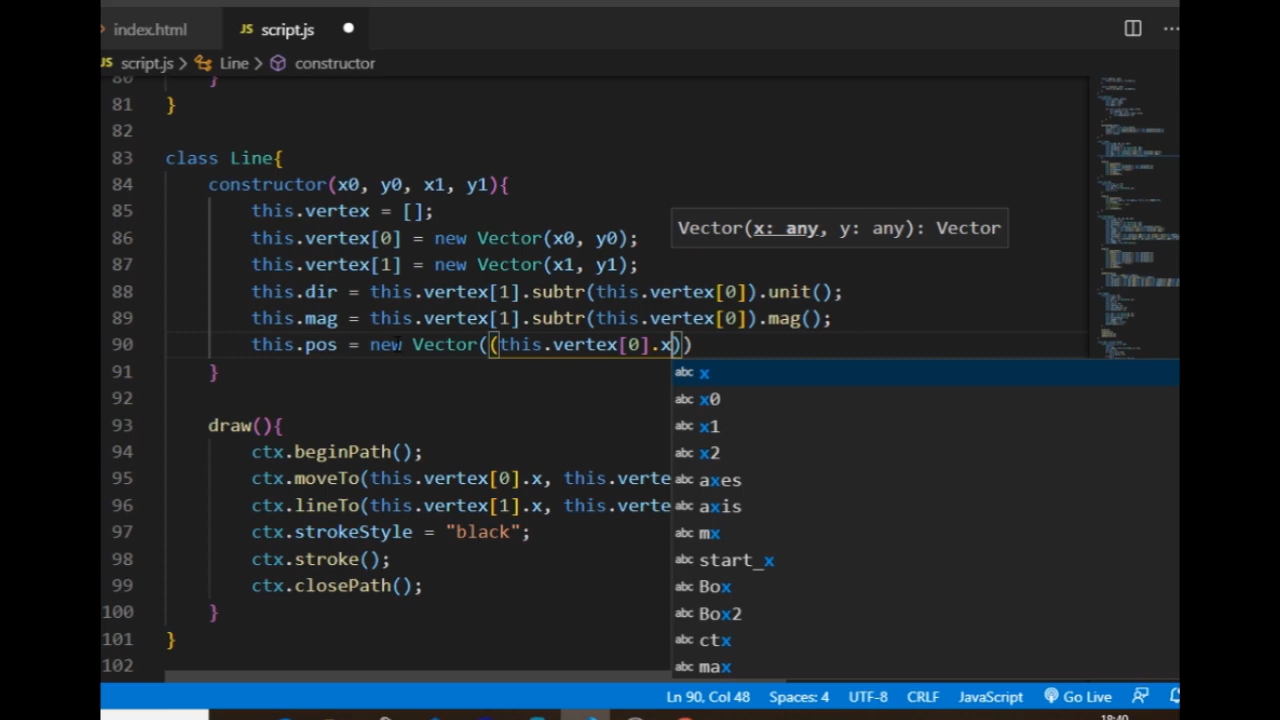 index.html JS script.js
JS script.js > Line > constructor
80 }
81 }
82
83 class Line{
84 constructor(x0, y0, x1, y1){
85 this.vertex = [];
86 this.vertex[0] = new Vector(x0, y0);
Vector(x: any, y: any): Vector
87 this.vertex[1] = new Vector(x1, y1);
88 this.dir = this.vertex[1].subtr(this.vertex[0]).unit();
89 this.mag = this.vertex[1].subtr(this.vertex[0]).mag();
90 this.pos = new Vector((this.vertex[0].x))
91 }
abc x
92
abc x0
93 draw(){
abc x1
94 ctx.beginPath();
abc x2
95 ctx.moveTo(this.vertex[0].x, this.verte
abc axes
96 ctx.lineTo(this.vertex[1].x, this.verte
abc axis
97 ctx.strokeStyle = "black";
abc mx
98 ctx.stroke();
abc start_x
99 ctx.closePath();
abc Box
100 }
abc Box2
101 }
abc ctx
102
abc max
Ln 90, Col 48 Spaces: 4 UTF-8 CRLF JavaScript Go Live
18:40